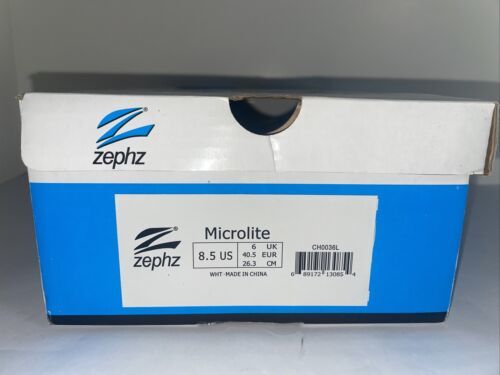 zephz
Microlite
zephz
8.5 US
6 UK
40.5 EUR
26.3 CM
WHT-MADE IN CHINA
CH0036L
6 89172 13085 4